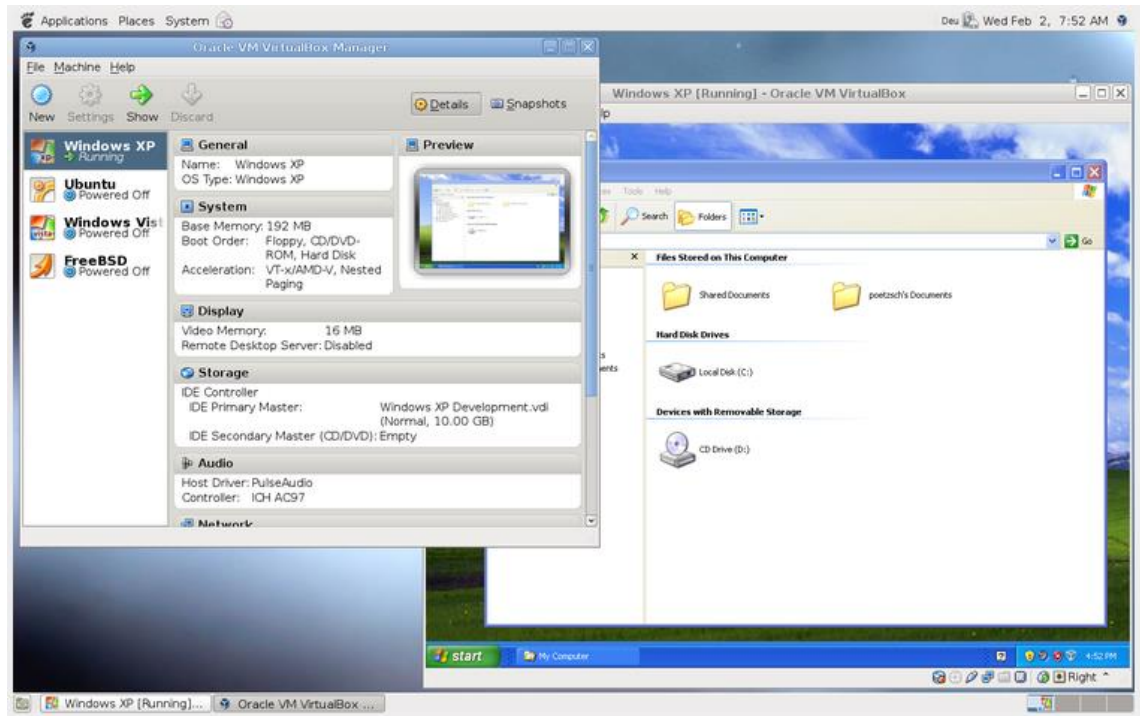 Applications Places System
Deu Wed Feb 2, 7:52 AM
Oracle VM VirtualBox Manager
File Machine Help
New Settings Show Discard
Details Snapshots
Windows XP
Running
Ubuntu
Powered Off
Windows Vist
Powered Off
FreeBSD
Powered Off
General
Name: Windows XP
OS Type: Windows XP
System
Base Memory: 192 MB
Boot Order: Floppy, CD/DVD-
ROM, Hard Disk
Acceleration: VT-x/AMD-V, Nested
Paging
Display
Video Memory: 16 MB
Remote Desktop Server: Disabled
Storage
IDE Controller
IDE Primary Master: Windows XP Development.vdi
(Normal, 10.00 GB)
IDE Secondary Master (CD/DVD): Empty
Audio
Host Driver: PulseAudio
Controller: ICH AC97
Network
Preview
Windows XP [Running] - Oracle VM VirtualBox
lp
Tools Help
Search Folders
Go
Files Stored on This Computer
Shared Documents poetzsch's Documents
Hard Disk Drives
Local Disk (C:)
Devices with Removable Storage
CD Drive (D:)
start My Computer 4:52 PM
Right
Windows XP [Running]... Oracle VM VirtualBox ...